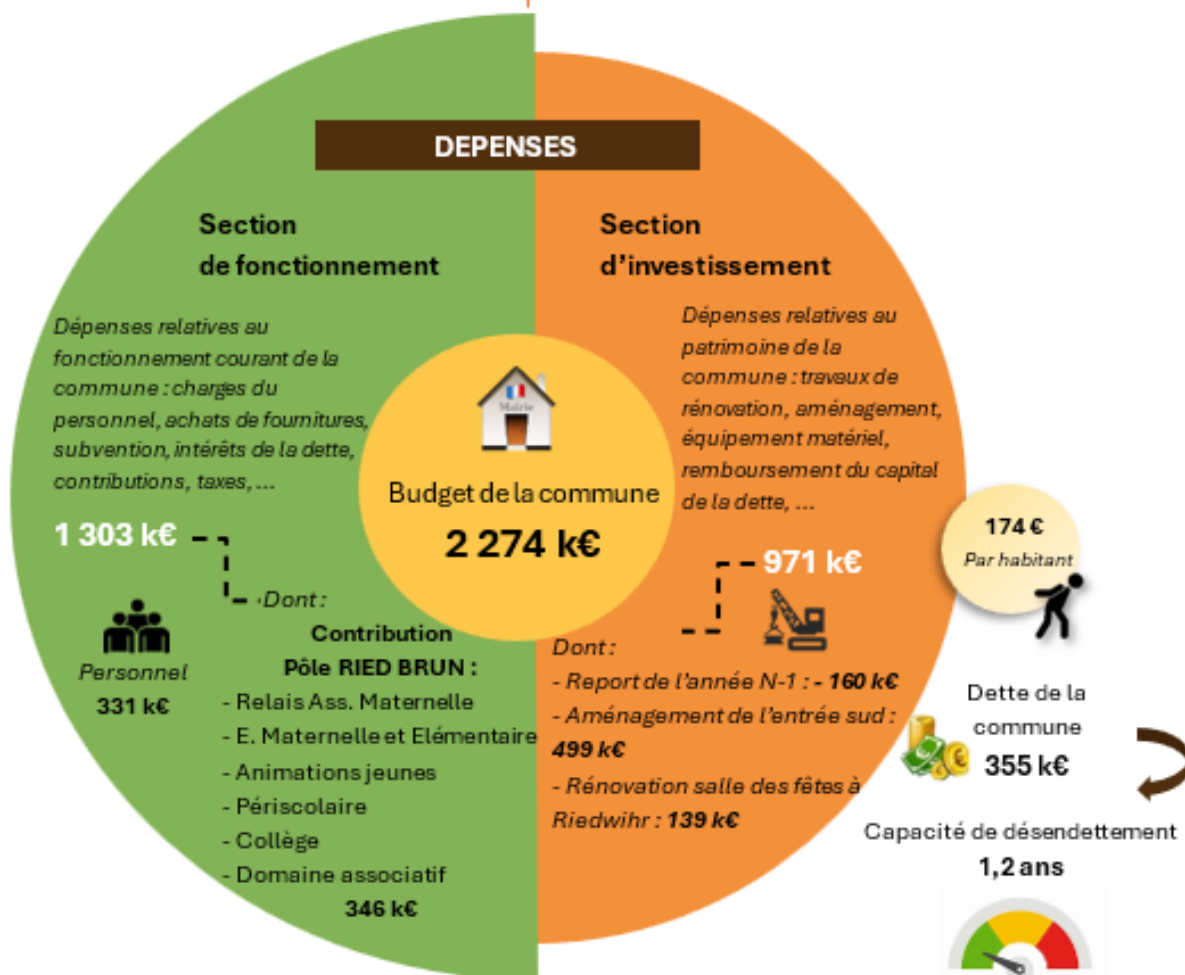 DEPENSES
Section
de fonctionnement
Dépenses relatives au
fonctionnement courant de la
commune : charges du
personnel, achats de fournitures,
subvention, intérêts de la dette,
contributions, taxes, ...
1 303 k€
Dont :
Personnel
331 k€
Contribution
Pôle RIED BRUN :
- Relais Ass. Maternelle
- E. Maternelle et Elémentaire
- Animations jeunes
- Périscolaire
- Collège
- Domaine associatif
346 k€
Mairie
Budget de la commune
2 274 k€
Section
d'investissement
Dépenses relatives au
patrimoine de la
commune : travaux de
rénovation, aménagement,
équipement matériel,
remboursement du capital
de la dette, ...
971 k€
Dont :
- Report de l'année N-1 : - 160 k€
- Aménagement de l'entrée sud :
499 k€
- Rénovation salle des fêtes à
Riedwihr : 139 k€
174 €
Par habitant
Dette de la
commune
355 k€
Capacité de désendettement
1,2 ans